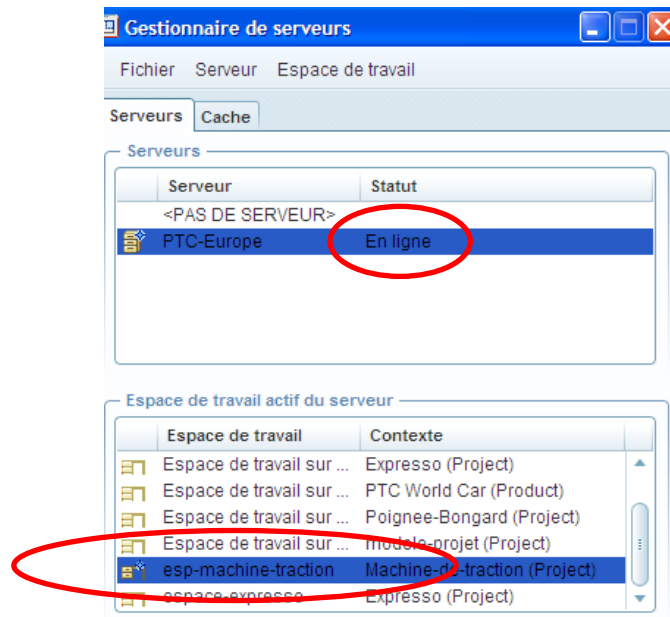 Gestionnaire de serveurs
Fichier Serveur Espace de travail
Serveurs Cache
Serveurs
Serveur Statut
<PAS DE SERVEUR>
PTC-Europe En ligne
Espace de travail actif du serveur
Espace de travail Contexte
Espace de travail sur ... Expresso (Project)
Espace de travail sur ... PTC World Car (Product)
Espace de travail sur ... Poignee-Bongard (Project)
Espace de travail sur ... modele-projet (Project)
esp-machine-traction Machine-de-traction (Project)
espace-expresso Expresso (Project)